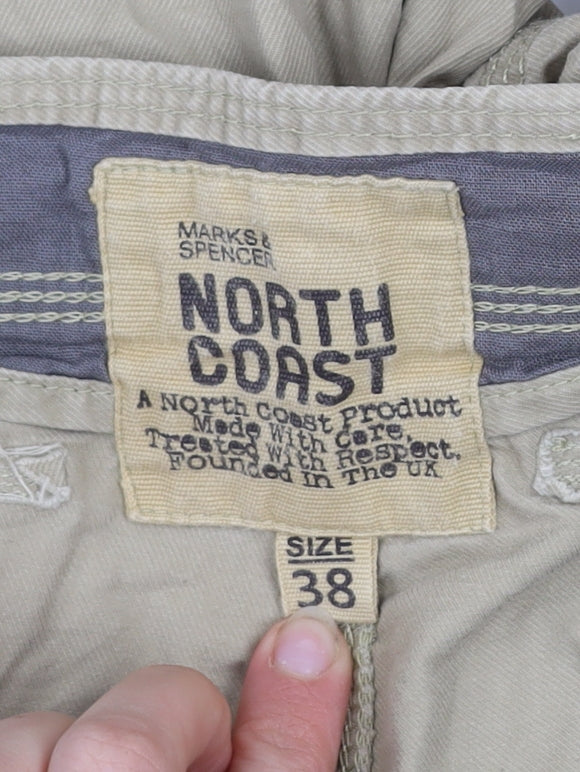 MARKS &
SPENCER
NORTH
COAST
A North Coast Product
Made With Care,
Treated With Respect.
Founded In The UK
SIZE
38